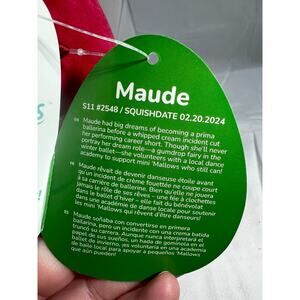 Maude
S11 #2548 / SQUISHDATE 02.20.2024
EN Maude had big dreams of becoming a prima
ballerina before a whipped cream incident cut
her performing career short. Though she'll never
portray her dream role—a gumdrop fairy in the
winter ballet—she volunteers with a local dance
academy to support mini 'Mallows who still can!
Maude rêvait de devenir danseuse étoile avant
qu'un incident de crème fouettée ne coupe court
à sa carrière de ballerine. Bien qu'elle ne jouera
jamais le rôle de ses rêves – une fée à clochettes
dans le ballet d'hiver – elle fait du bénévolat
dans une académie de danse locale pour soutenir
les mini 'Mallows qui rêvent d'être danseurs!
ES Maude soñaba con convertirse en primera
bailarina, pero un incidente con crema batida
truncó su carrera. Aunque nunca interpretará el
papel de sus sueños, un hada de gominola en el
ballet de invierno, es voluntaria en una academia
de baile local para apoyar a pequeños 'Mallows
que aún pueden!